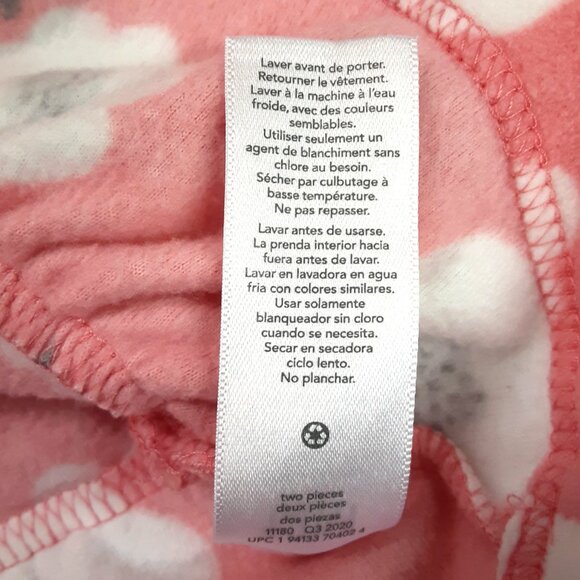 Laver avant de porter.
Retourner le vêtement.
Laver à la machine à l'eau
froide, avec des couleurs
semblables.
Utiliser seulement un
agent de blanchiment sans
chlore au besoin.
Sécher par culbutage à
basse température.
Ne pas repasser.
Lavar antes de usarse.
La prenda interior hacia
fuera antes de lavar.
Lavar en lavadora en agua
fria con colores similares.
Usar solamente
blanqueador sin cloro
cuando se necesita.
Secar en secadora
ciclo lento.
No planchar.
two pieces
deux pièces
dos piezas
11180 Q3 2020
UPC 1 94133 70402 4